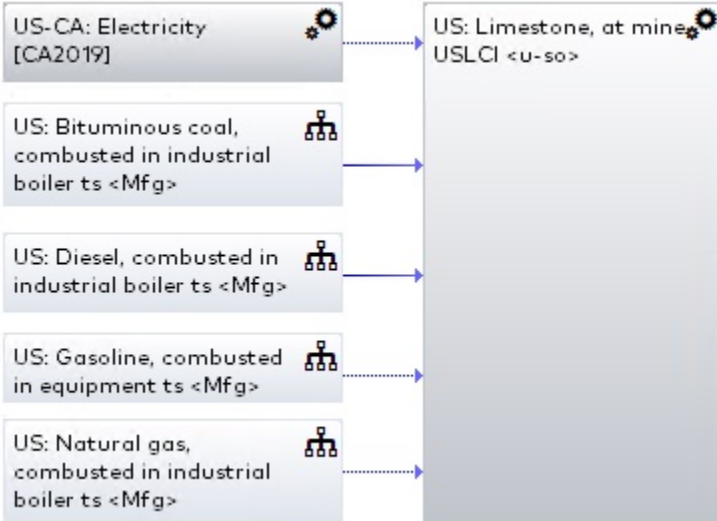 US-CA: Electricity
[CA2019]
US: Bituminous coal,
combusted in industrial
boiler ts <Mfg>
US: Diesel, combusted in
industrial boiler ts <Mfg>
US: Gasoline, combusted
in equipment ts <Mfg>
US: Natural gas,
combusted in industrial
boiler ts <Mfg>
US: Limestone, at mine
USLCI <u-so>